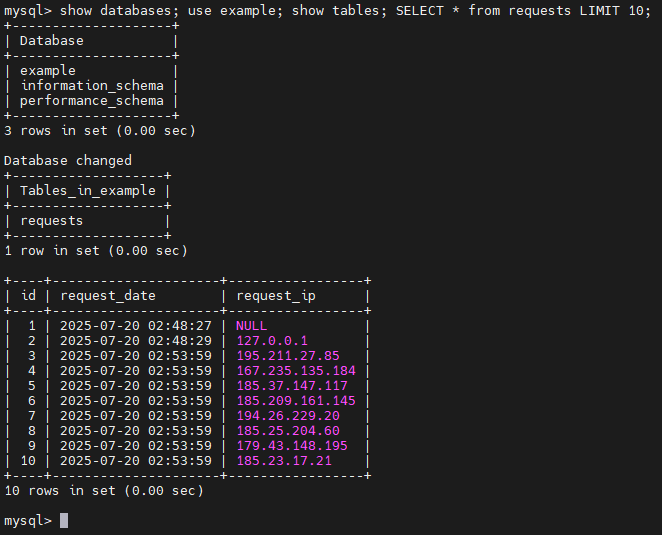 mysql> show databases; use example; show tables; SELECT * from requests LIMIT 10;
+--------------------+
| Database           |
+--------------------+
| example            |
| information_schema |
| performance_schema |
+--------------------+
3 rows in set (0.00 sec)

Database changed
+-------------------+
| Tables_in_example |
+-------------------+
| requests          |
+-------------------+
1 row in set (0.00 sec)

+----+---------------------+-----------------+
| id | request_date        | request_ip      |
+----+---------------------+-----------------+
|  1 | 2025-07-20 02:48:27 | NULL            |
|  2 | 2025-07-20 02:48:29 | 127.0.0.1       |
|  3 | 2025-07-20 02:53:59 | 195.211.27.85   |
|  4 | 2025-07-20 02:53:59 | 167.235.135.184 |
|  5 | 2025-07-20 02:53:59 | 185.37.147.117  |
|  6 | 2025-07-20 02:53:59 | 185.209.161.145 |
|  7 | 2025-07-20 02:53:59 | 194.26.229.20   |
|  8 | 2025-07-20 02:53:59 | 185.25.204.60   |
|  9 | 2025-07-20 02:53:59 | 179.43.148.195  |
| 10 | 2025-07-20 02:53:59 | 185.23.17.21    |
+----+---------------------+-----------------+
10 rows in set (0.00 sec)

mysql>